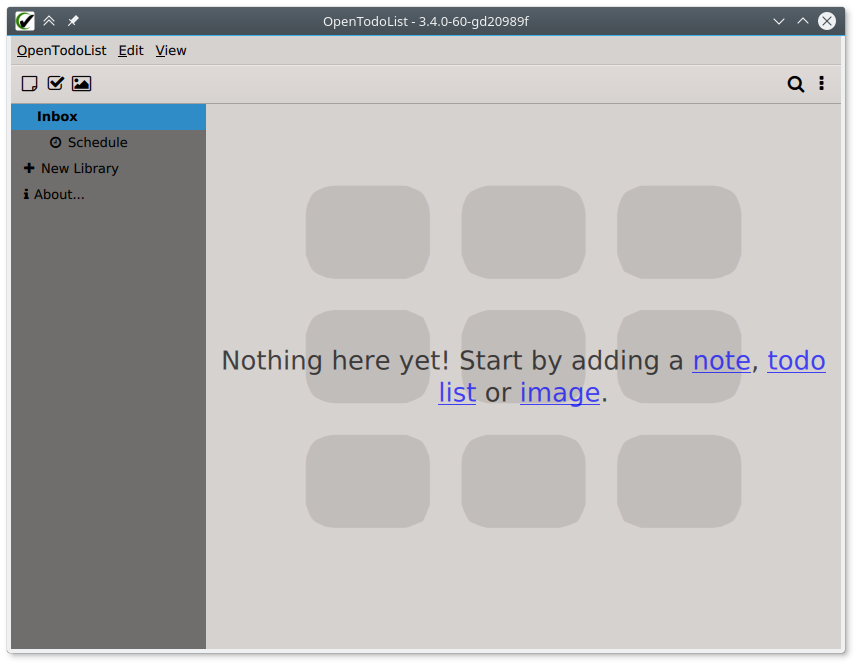 OpenTodoList - 3.4.0-60-gd20989f
OpenTodoList Edit View
Inbox
Schedule
New Library
About...
Nothing here yet! Start by adding a note, todo
list or image.